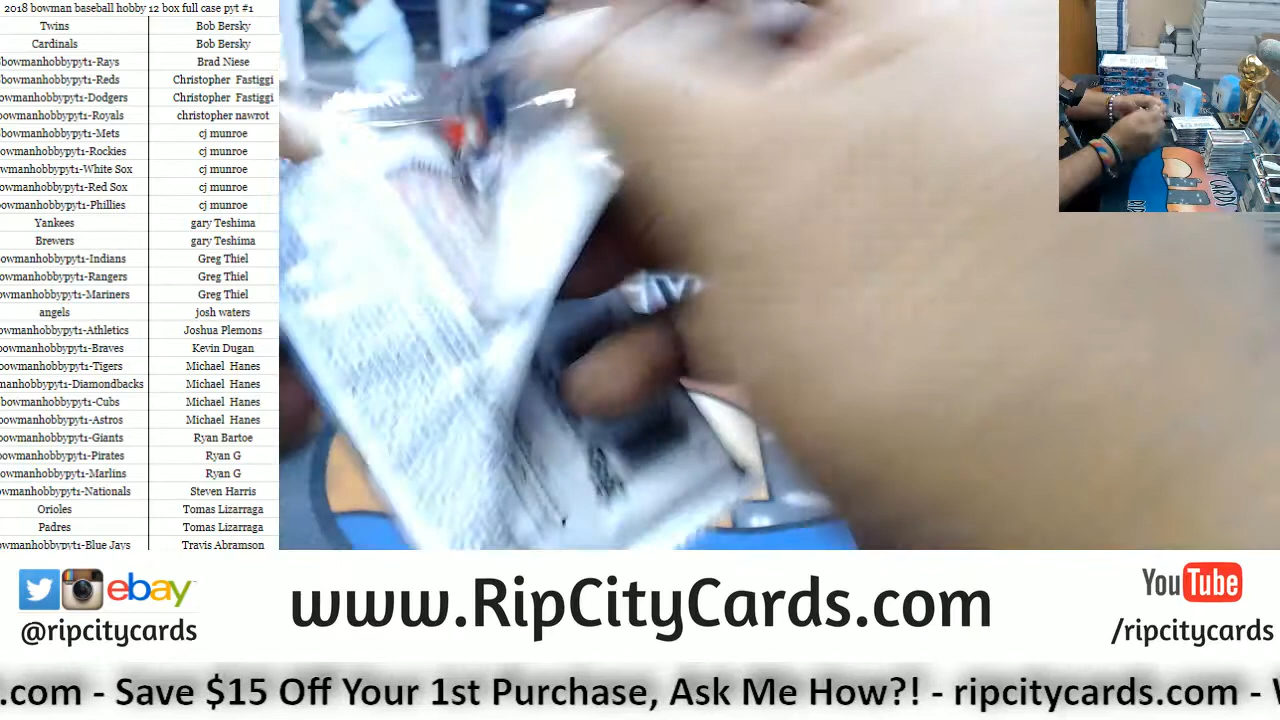 2018 bowman baseball hobby 12 box full case pyt #1
Twins Bob Bersky
Cardinals Bob Bersky
bowmanhobbypyt1-Rays Brad Niese
bowmanhobbypyt1-Reds Christopher Fastiggi
owmanhobbypyt1-Dodgers Christopher Fastiggi
owmanhobbypyt1-Royals christopher nawrot
bowmanhobbypyt1-Mets cj munroe
owmanhobbypyt1-Rockies cj munroe
wmanhobbypyt1-White Sox cj munroe
wmanhobbypyt1-Red Sox cj munroe
owmanhobbypyt1-Phillies cj munroe
Yankees gary Teshima
Brewers gary Teshima
owmanhobbypyt1-Indians Greg Thiel
owmanhobbypyt1-Rangers Greg Thiel
owmanhobbypyt1-Mariners Greg Thiel
angels josh waters
owmanhobbypyt1-Athletics Joshua Plemons
bowmanhobbypyt1-Braves Kevin Dugan
owmanhobbypyt1-Tigers Michael Hanes
manhobbypyt1-Diamondbacks Michael Hanes
bowmanhobbypyt1-Cubs Michael Hanes
owmanhobbypyt1-Astros Michael Hanes
owmanhobbypyt1-Giants Ryan Bartoe
owmanhobbypyt1-Pirates Ryan G
owmanhobbypyt1-Marlins Ryan G
wmanhobbypyt1-Nationals Steven Harris
Orioles Tomas Lizarraga
Padres Tomas Lizarraga
owmanhobbypyt1-Blue Jays Travis Abramson
ebay
@ripcitycards
www.RipCityCards.com
YouTube
/ripcitycards
.com - Save $15 Off Your 1st Purchase, Ask Me How?! - ripcitycards.com -